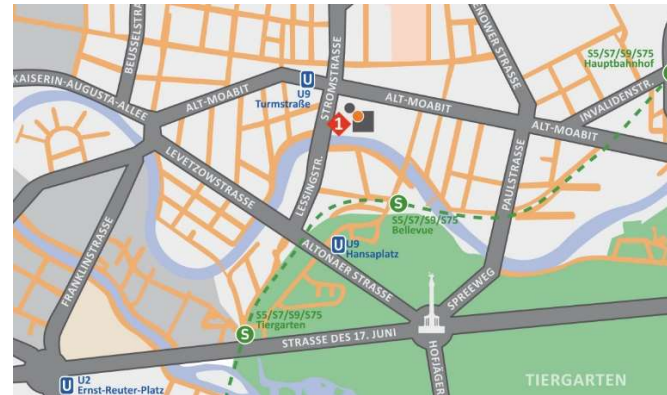 BEUSSELSTR
KAISERIN-AUGUSTA-ALLEE
ALT-MOABIT
U
U9
Turmstraße
STROMSTRASSE
NOWER STRASSE
S5/S7/S9/S75
Hauptbahnhof
INVALIDENSTR.
ALT-MOABIT
ALT-MOABIT
1
LEVETZOWSTRASSE
LESSINGSTR.
PAULSTRASSE
S
S5/S7/S9/S75
Bellevue
U
U9
Hansaplatz
ALTONAER STRASSE
SPREEWEG
FRANKLINSTRASSE
S5/S7/S9/S75
Tiergarten
S
STRASSE DES 17. JUNI
HOFJÄGER
TIERGARTEN
U
U2
Ernst-Reuter-Platz